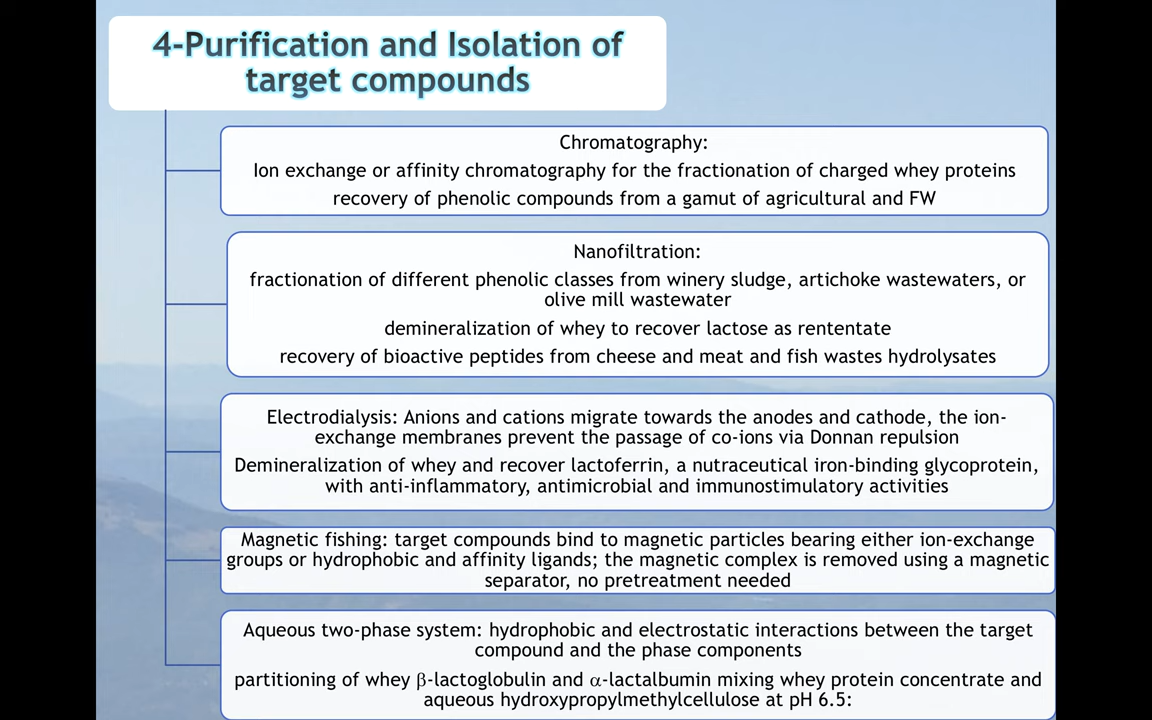 4-Purification and Isolation of
target compounds
Chromatography:
Ion exchange or affinity chromatography for the fractionation of charged whey proteins
recovery of phenolic compounds from a gamut of agricultural and FW
Nanofiltration:
fractionation of different phenolic classes from winery sludge, artichoke wastewaters, or
olive mill wastewater
demineralization of whey to recover lactose as rententate
recovery of bioactive peptides from cheese and meat and fish wastes hydrolysates
Electrodialysis: Anions and cations migrate towards the anodes and cathode, the ion-
exchange membranes prevent the passage of co-ions via Donnan repulsion
Demineralization of whey and recover lactoferrin, a nutraceutical iron-binding glycoprotein,
with anti-inflammatory, antimicrobial and immunostimulatory activities
Magnetic fishing: target compounds bind to magnetic particles bearing either ion-exchange
groups or hydrophobic and affinity ligands; the magnetic complex is removed using a magnetic
separator, no pretreatment needed
Aqueous two-phase system: hydrophobic and electrostatic interactions between the target
compound and the phase components
partitioning of whey β-lactoglobulin and α-lactalbumin mixing whey protein concentrate and
aqueous hydroxypropylmethylcellulose at pH 6.5: